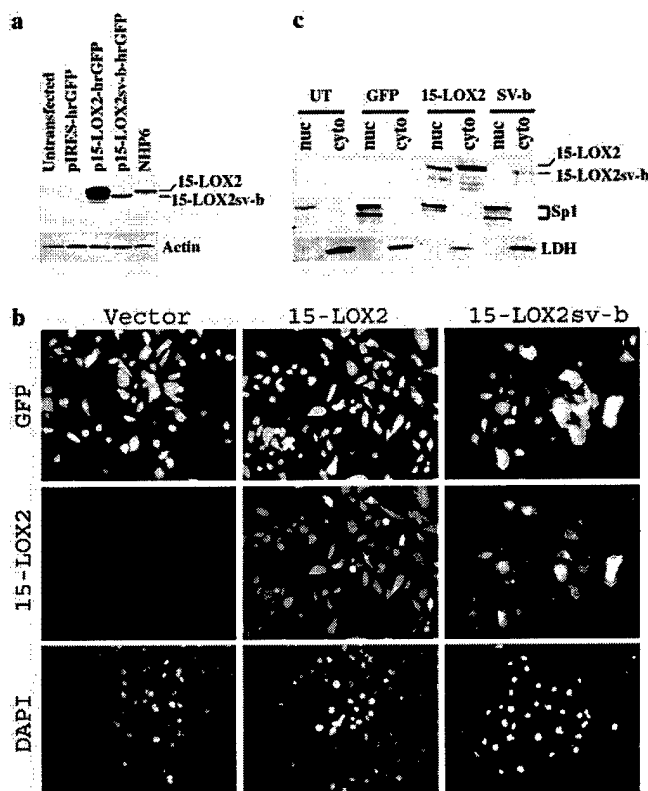 a
Untransfected
pIRES-hrGFP
p15-LOX2-hrGFP
p15-LOX2sv-b-hrGFP
NHP6
15-LOX2
15-LOX2sv-b
Actin
c
UT GFP 15-LOX2 SV-b
nuc cyto nuc cyto nuc cyto nuc cyto
15-LOX2
15-LOX2sv-b
Sp1
LDH
b
Vector 15-LOX2 15-LOX2sv-b
GFP
15-LOX2
DAPI